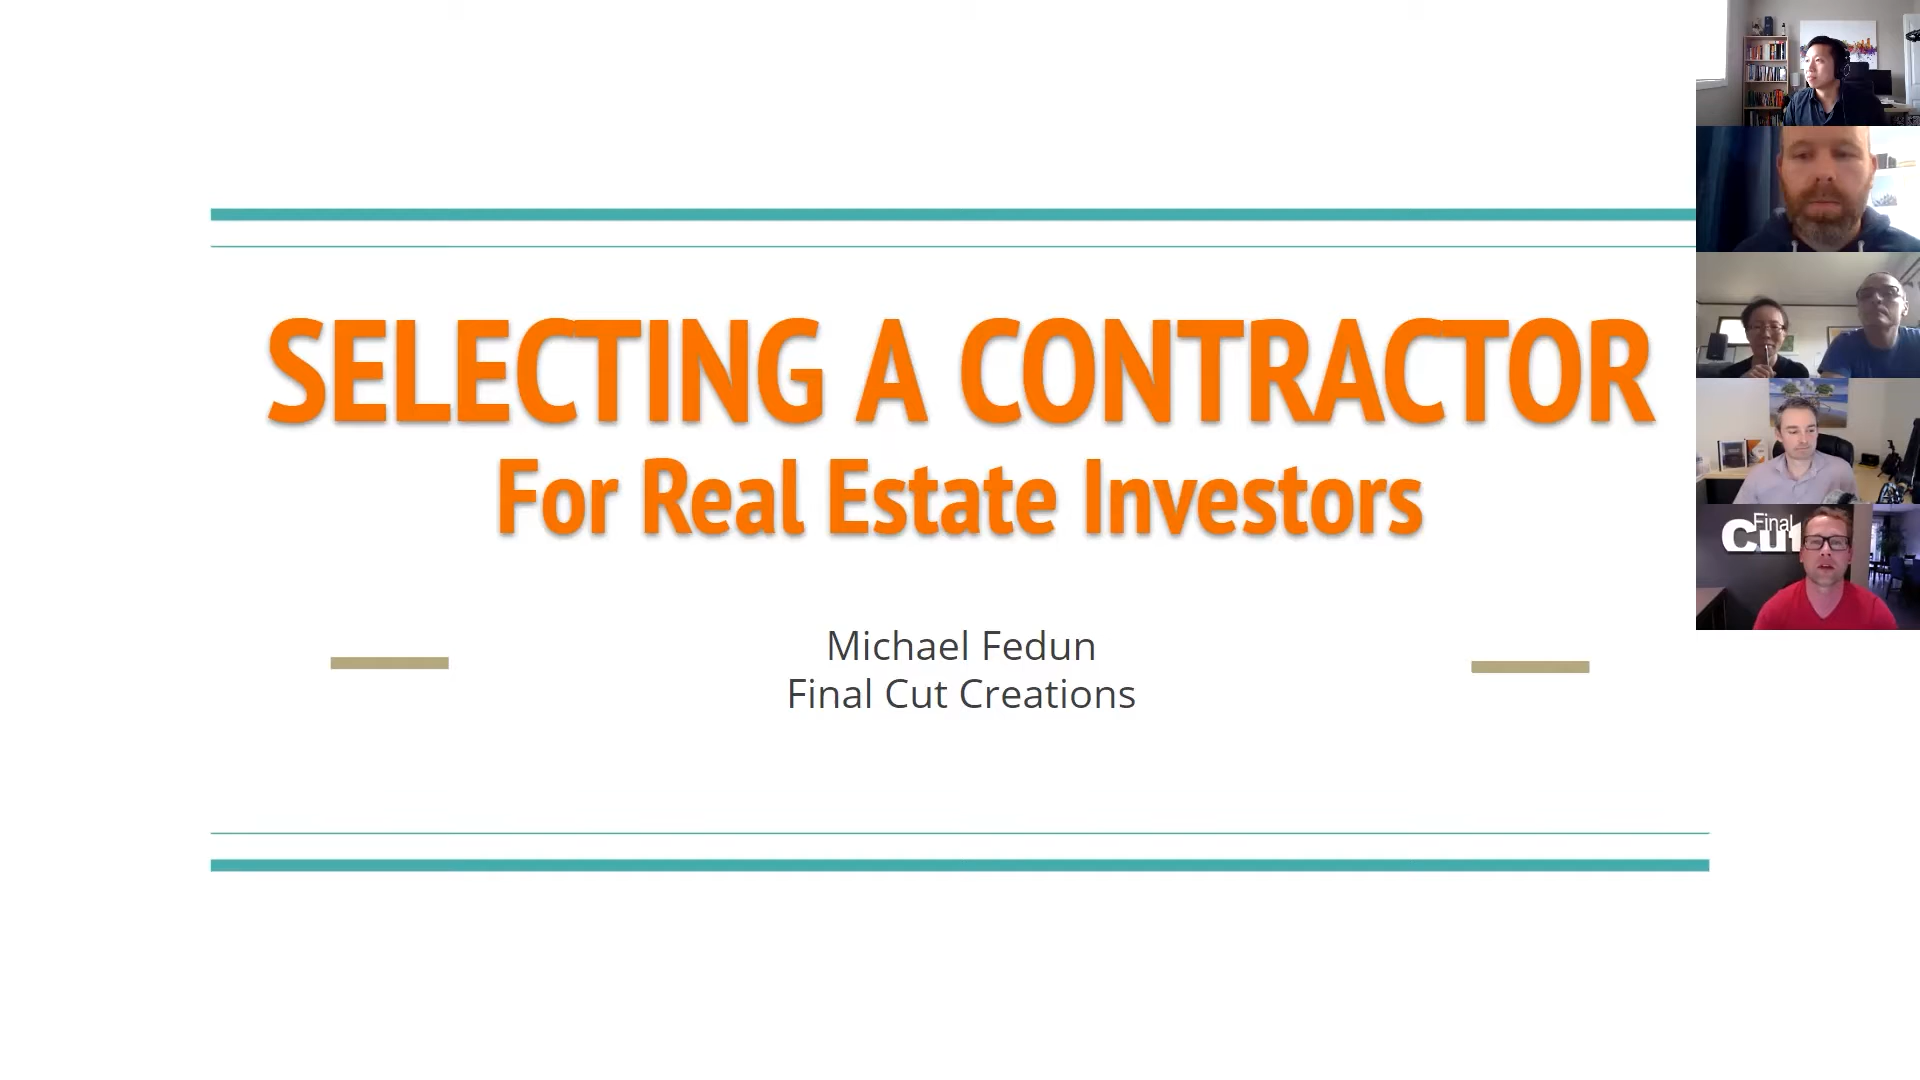 SELECTING A CONTRACTOR
For Real Estate Investors
Michael Fedun
Final Cut Creations
Final
Cut